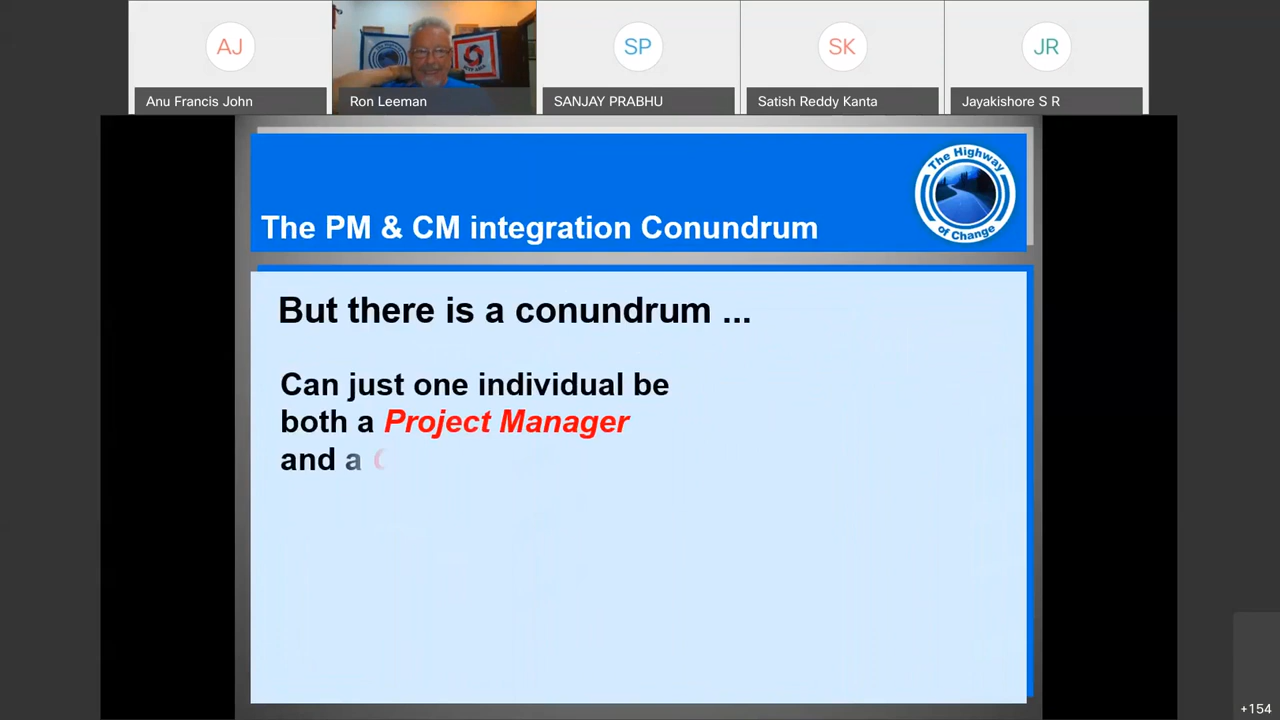 AJ
SP
SK
JR
Anu Francis John
Ron Leeman
SANJAY PRABHU
Satish Reddy Kanta
Jayakishore S R
The Highway
of Change
The PM & CM integration Conundrum
But there is a conundrum ...
Can just one individual be
both a Project Manager
and a C
+154